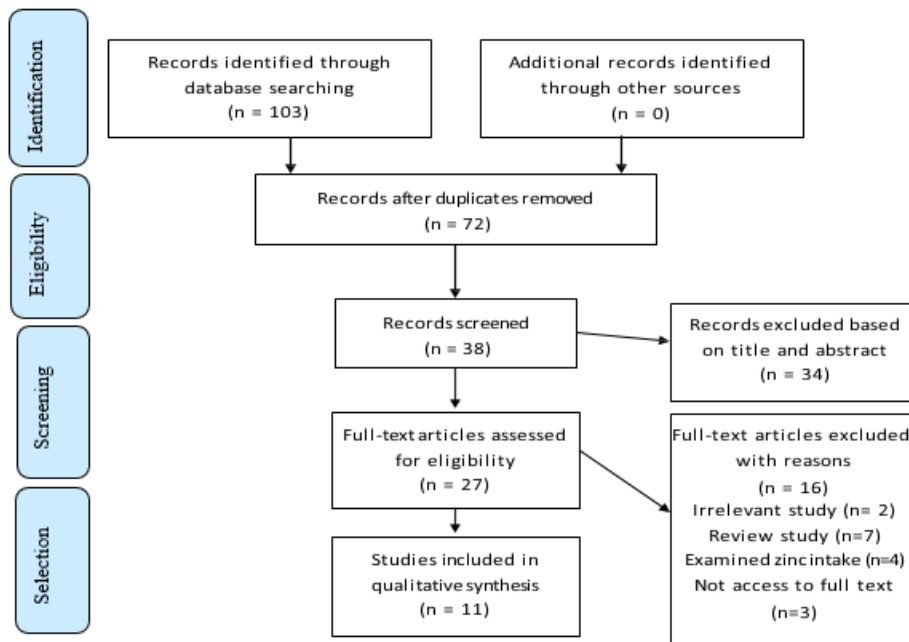 Identification
Records identified through
database searching
(n = 103)
Additional records identified
through other sources
(n = 0)
Eligibility
Records after duplicates removed
(n = 72)
Records screened
(n = 38)
Records excluded based
on title and abstract
(n = 34)
Screening
Full-text articles assessed
for eligibility
(n = 27)
Full-text articles excluded
with reasons
(n = 16)
Irrelevant study (n= 2)
Review study (n=7)
Examined zinc intake (n=4)
Not access to full text
(n=3)
Selection
Studies included in
qualitative synthesis
(n = 11)